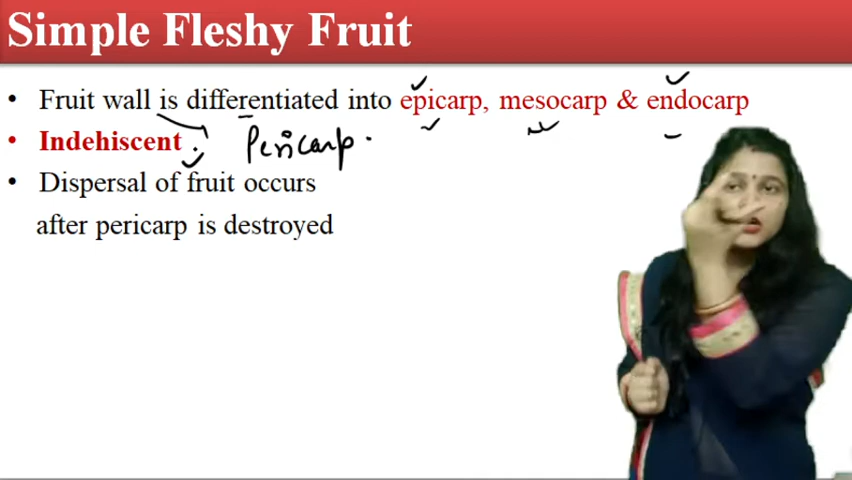 Simple Fleshy Fruit
• Fruit wall is differentiated into epicarp, mesocarp & endocarp
• Indehiscent . Pericarp.
• Dispersal of fruit occurs
after pericarp is destroyed